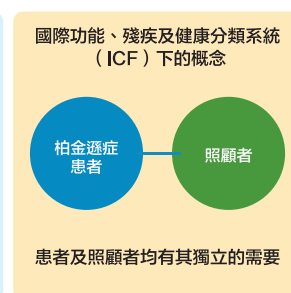 國際功能、殘疾及健康分類系統
（ICF）下的概念
柏金遜症
患者
照顧者
患者及照顧者均有其獨立的需要